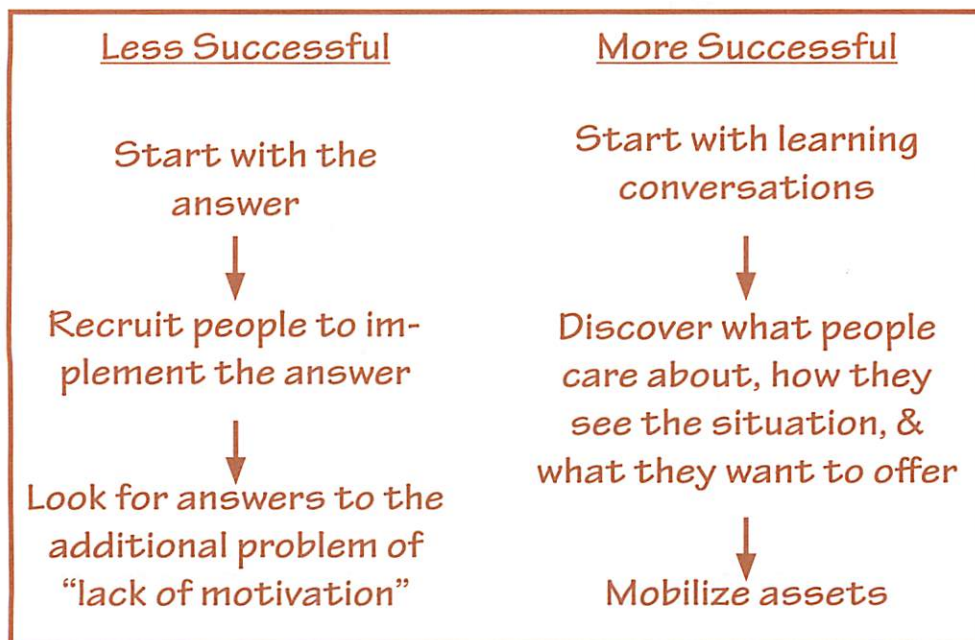 Less Successful
Start with the
answer
Recruit people to im-
plement the answer
Look for answers to the
additional problem of
“lack of motivation”
More Successful
Start with learning
conversations
Discover what people
care about, how they
see the situation, &
what they want to offer
Mobilize assets